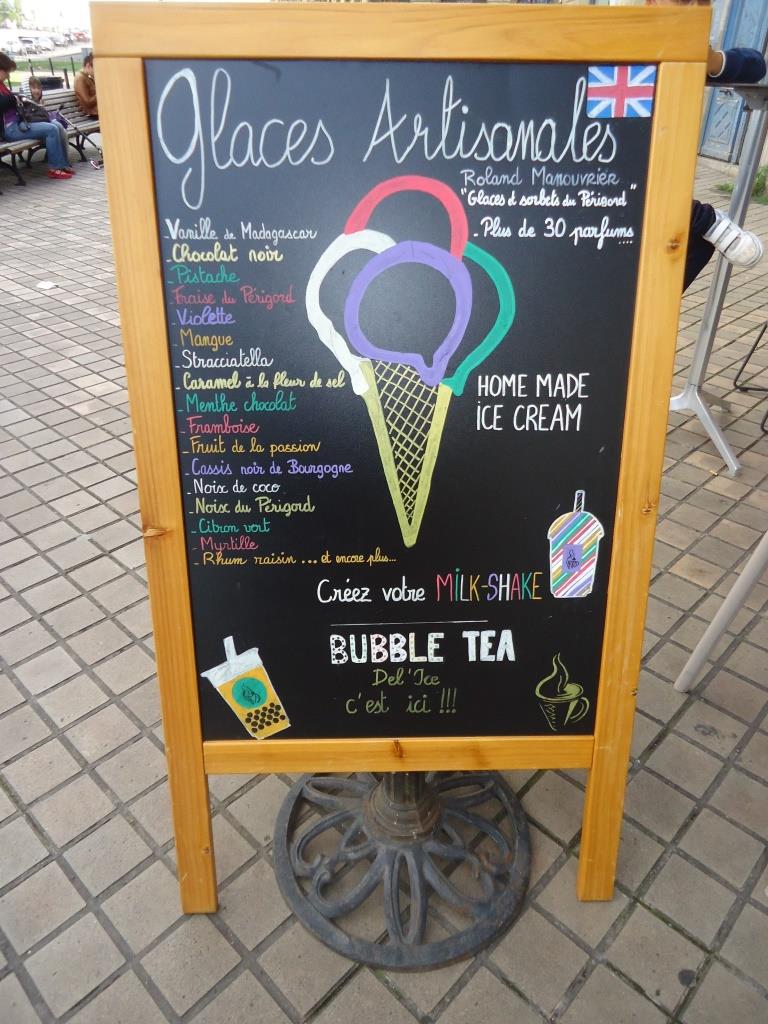 Glaces Artisanales
Roland Manouvrier
"Glaces et sorbets du Périgord"
- Plus de 30 parfums....
- Vanille de Madagascar
- Chocolat noir
- Pistache
- Fraise du Périgord
- Violette
- Mangue
- Stracciatella
- Caramel à la fleur de sel
- Menthe chocolat
- Framboise
- Fruit de la passion
- Cassis noir de Bourgogne
- Noix de coco
- Noix du Périgord
- Citron vert
- Myrtille
- Rhum raisin ... et encore plus...
HOME MADE
ICE CREAM
Créez votre MILK-SHAKE
BUBBLE TEA
Del'Ice
c'est ici !!!